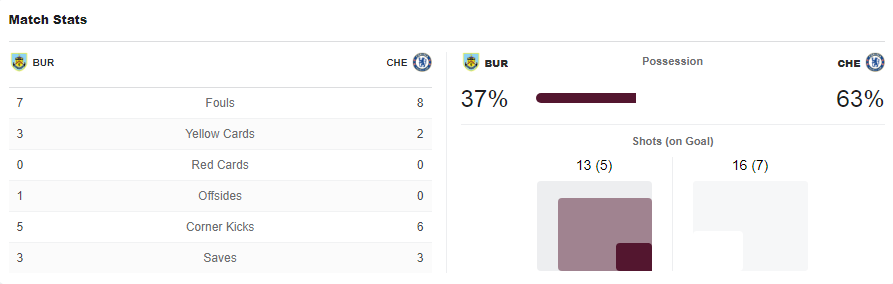 Match Stats
BUR CHE
7 Fouls 8
3 Yellow Cards 2
0 Red Cards 0
1 Offsides 0
5 Corner Kicks 6
3 Saves 3
BUR Possession CHE
37% 63%
Shots (on Goal)
13 (5) 16 (7)